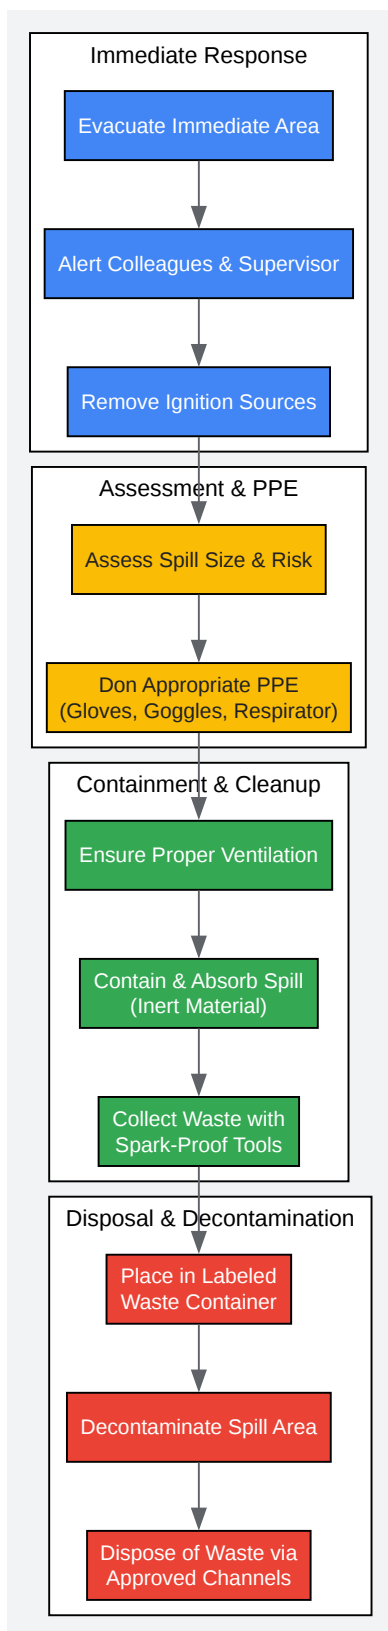 Immediate Response
Evacuate Immediate Area
Alert Colleagues & Supervisor
Remove Ignition Sources
Assessment & PPE
Assess Spill Size & Risk
Don Appropriate PPE
(Gloves, Goggles, Respirator)
Containment & Cleanup
Ensure Proper Ventilation
Contain & Absorb Spill
(Inert Material)
Collect Waste with
Spark-Proof Tools
Disposal & Decontamination
Place in Labeled
Waste Container
Decontaminate Spill Area
Dispose of Waste via
Approved Channels